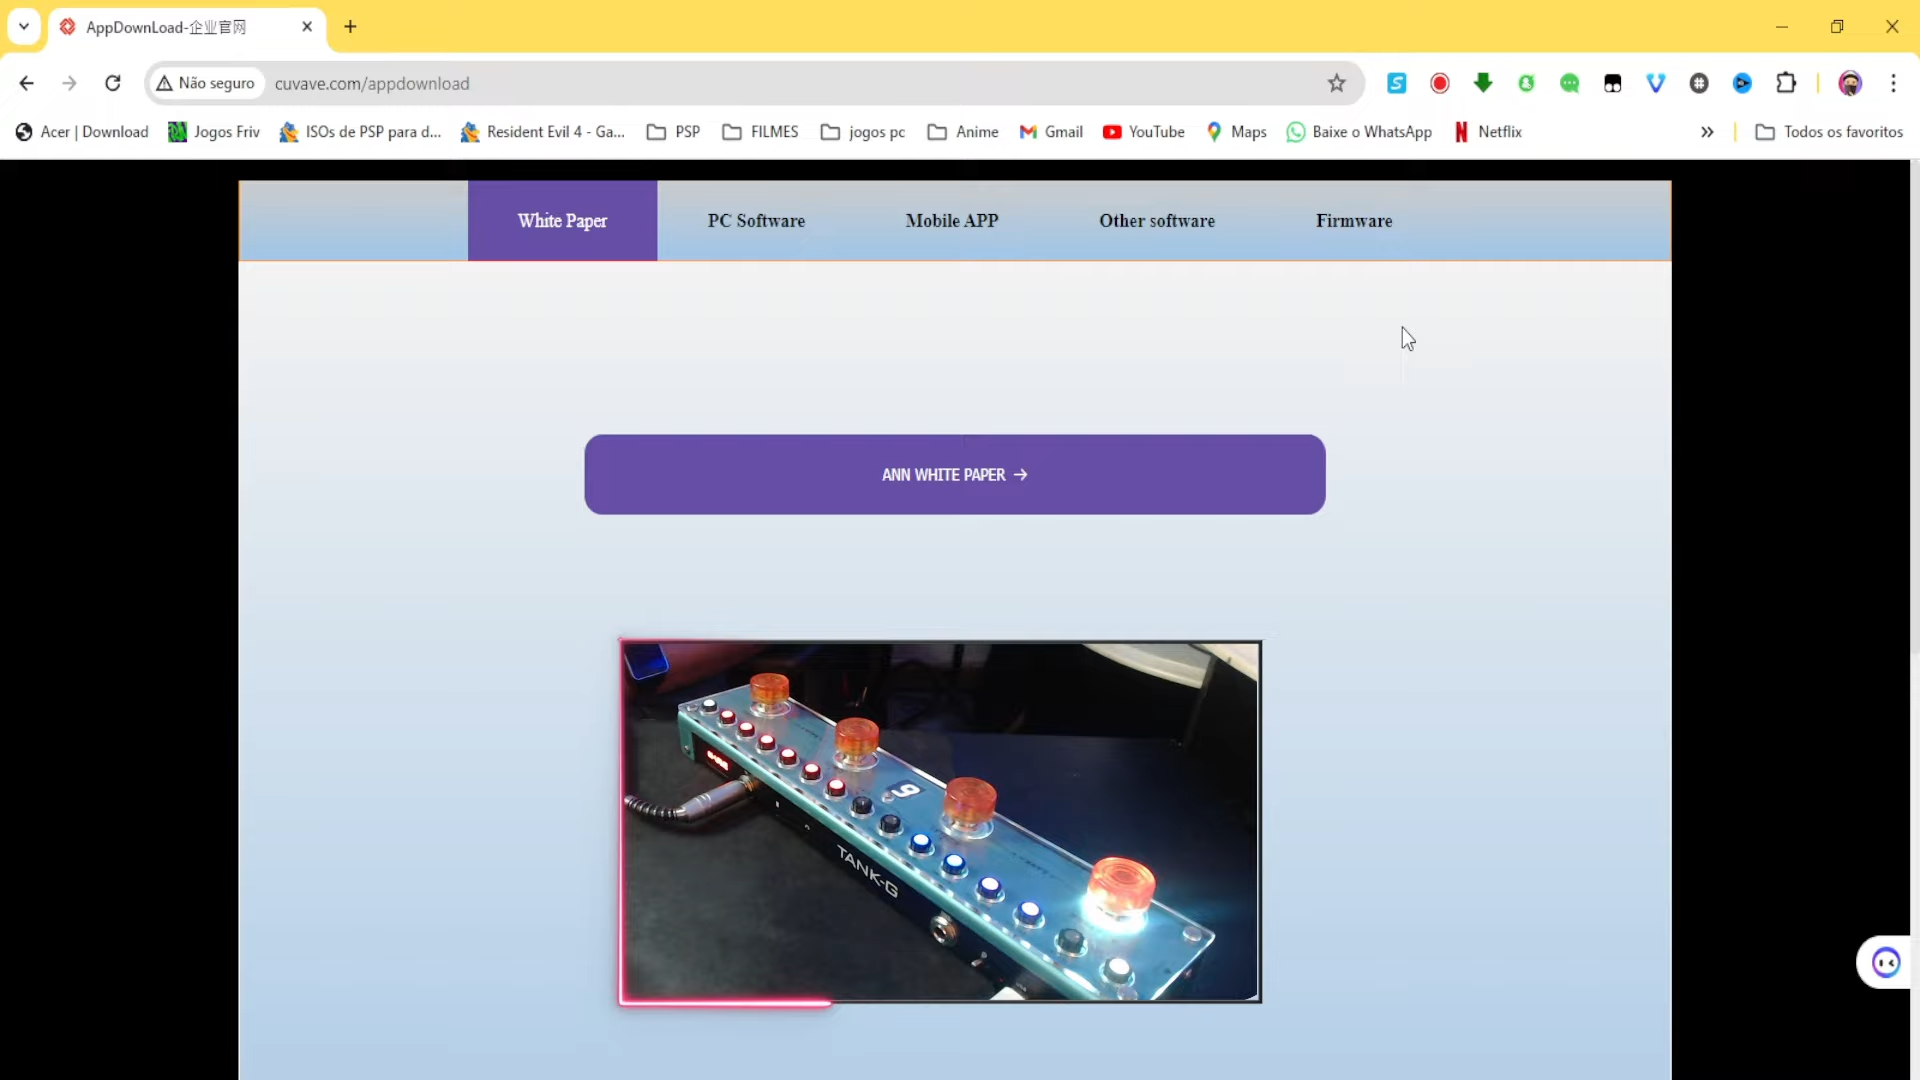 AppDownLoad-企业官网
Não seguro
cuvave.com/appdownload
Acer | Download
Jogos Friv
ISOs de PSP para d...
Resident Evil 4 - Ga...
PSP
FILMES
jogos pc
Anime
Gmail
YouTube
Maps
Baixe o WhatsApp
Netflix
Todos os favoritos
White Paper
PC Software
Mobile APP
Other software
Firmware
ANN WHITE PAPER →
9
TANK-G